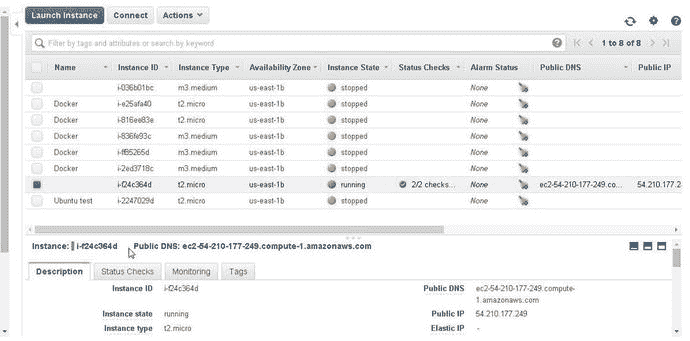 Launch Instance Connect Actions
Filter by tags and attributes or search by keyword 1 to 8 of 8
Name Instance ID Instance Type Availability Zone Instance State Status Checks Alarm Status Public DNS Public IP
i-036b01bc m3.medium us-east-1b stopped None
Docker i-e25afa40 t2.micro us-east-1b stopped None
Docker i-816ee83e t2.micro us-east-1b stopped None
Docker i-836fe93c m3.medium us-east-1b stopped None
Docker i-ff85265d m3.medium us-east-1b stopped None
Docker i-2ed3718c m3.medium us-east-1b stopped None
i-f24c364d t2.micro us-east-1b running 2/2 checks... None ec2-54-210-177-249.co... 54.210.177.249
Ubuntu test i-2247029d t2.micro us-east-1b stopped None
Instance: i-f24c364d Public DNS: ec2-54-210-177-249.compute-1.amazonaws.com
Description Status Checks Monitoring Tags
Instance ID i-f24c364d Public DNS ec2-54-210-177-249.compute-
1.amazonaws.com
Instance state running Public IP 54.210.177.249
Instance type t2.micro Elastic IP -